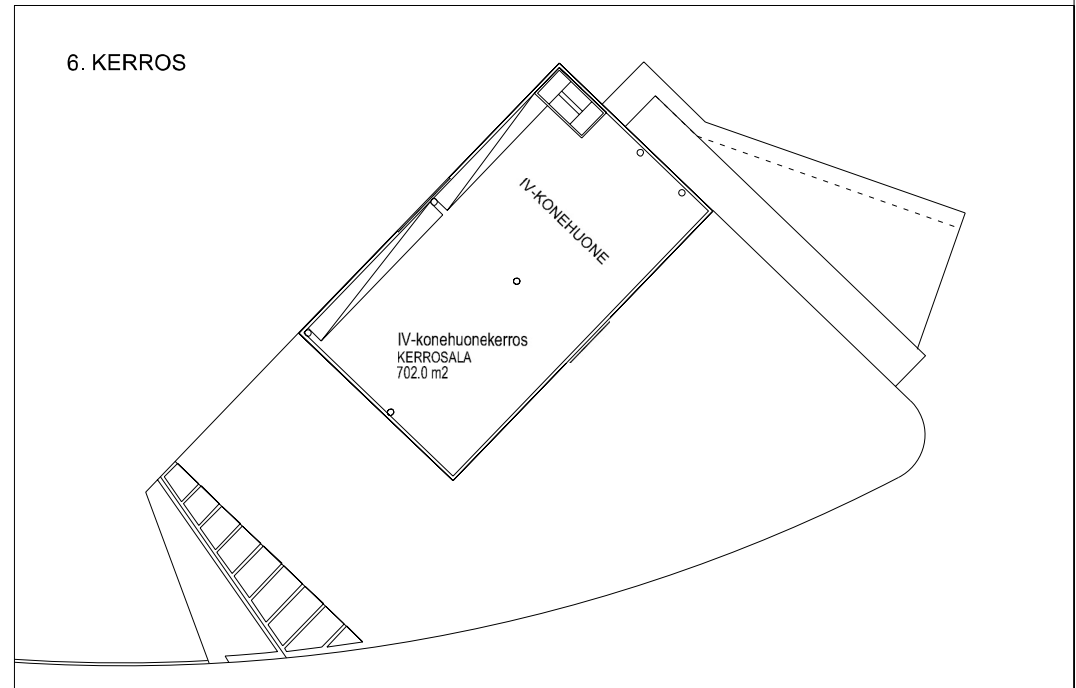 6. KERROS
IV-KONEHUONE
IV-konehuonekerros
KERROSALA
702.0 m2